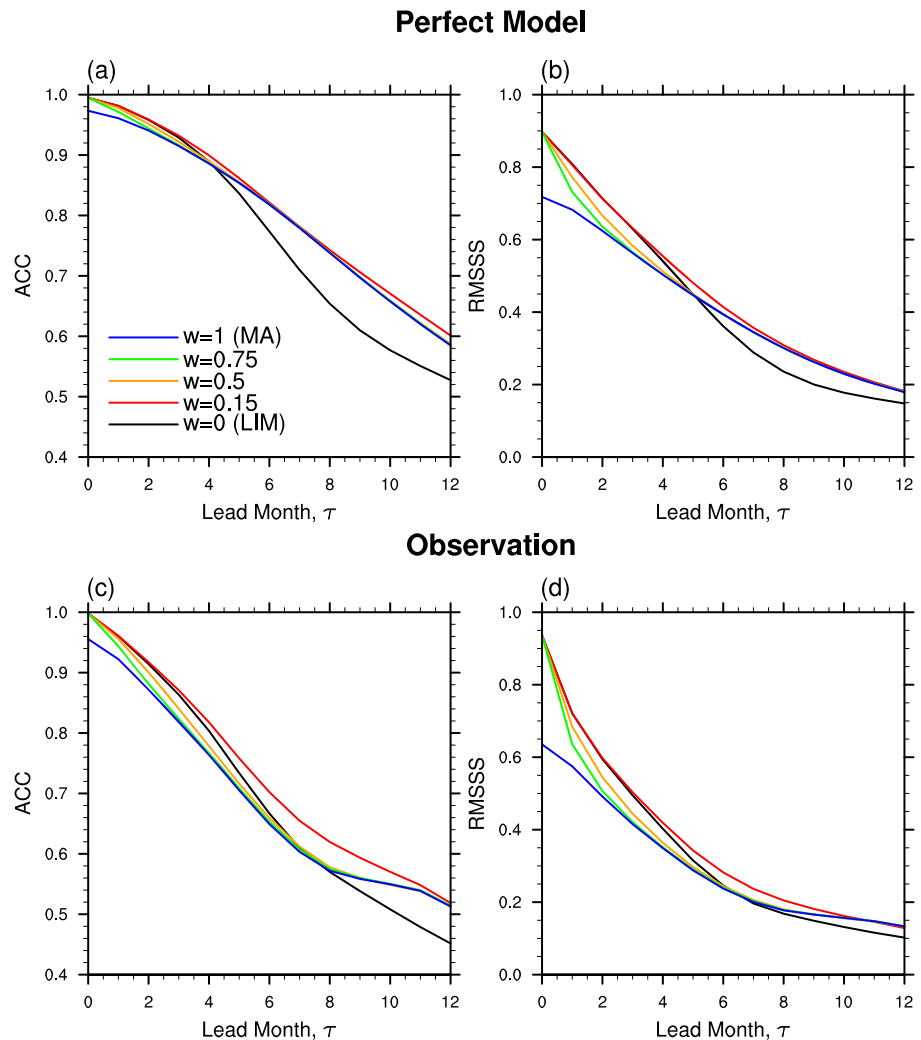 Perfect Model
(a)
(b)
1.0
0.9
0.8
0.7
0.6
0.5
0.4
ACC
w=1 (MA)
w=0.75
w=0.5
w=0.15
w=0 (LIM)
0 2 4 6 8 10 12
Lead Month, τ
1.0
0.8
0.6
0.4
0.2
0.0
RMSSS
0 2 4 6 8 10 12
Lead Month, τ
Observation
(c)
(d)
1.0
0.9
0.8
0.7
0.6
0.5
0.4
ACC
0 2 4 6 8 10 12
Lead Month, τ
1.0
0.8
0.6
0.4
0.2
0.0
RMSSS
0 2 4 6 8 10 12
Lead Month, τ